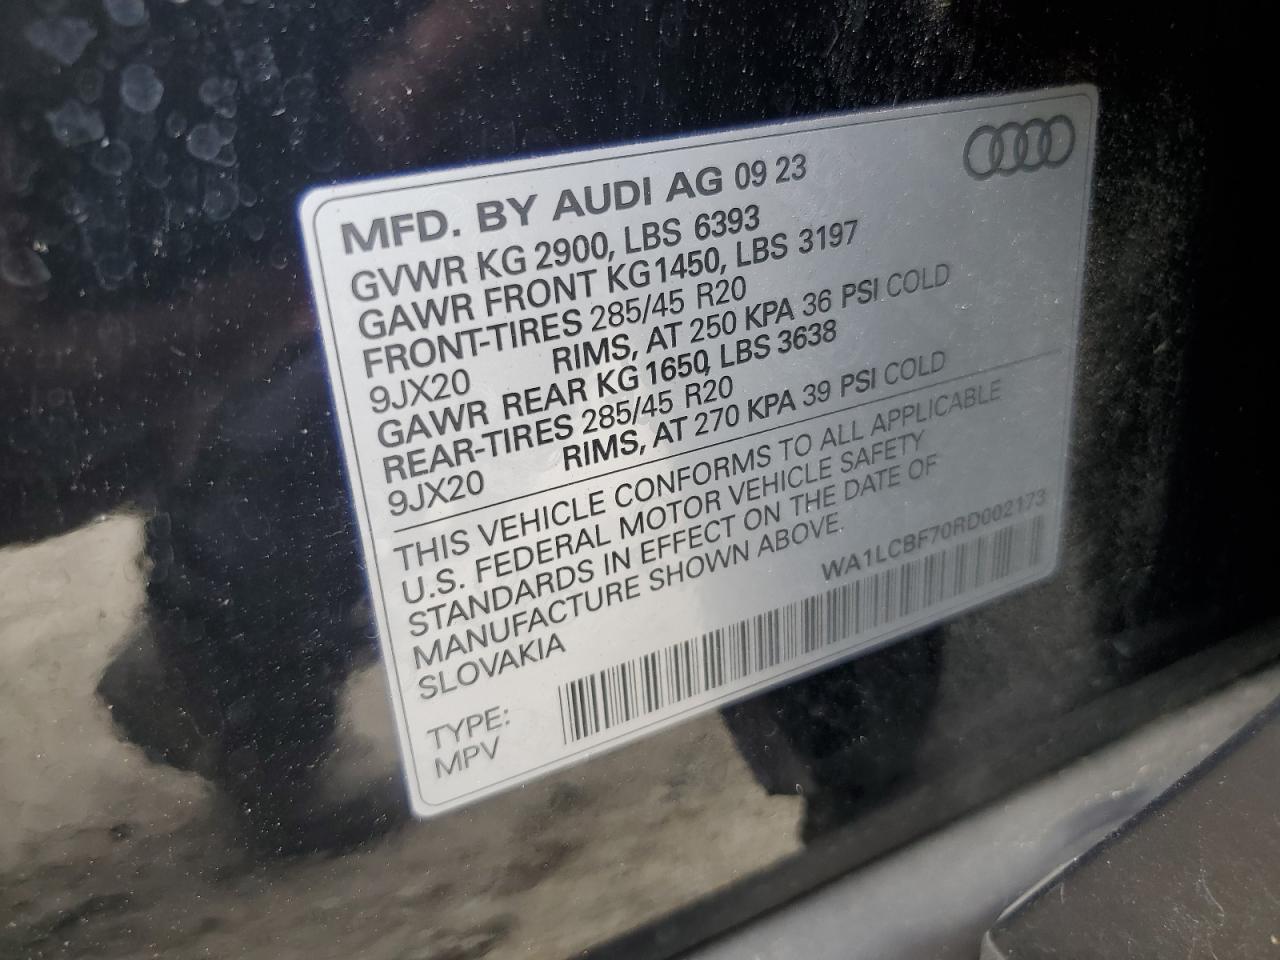 MFD. BY AUDI AG 09 23
GVWR KG 2900, LBS 6393
GAWR FRONT KG1450, LBS 3197
FRONT-TIRES 285/45 R20
9JX20 RIMS, AT 250 KPA 36 PSI COLD
GAWR REAR KG 1650, LBS 3638
REAR-TIRES 285/45 R20
9JX20 RIMS, AT 270 KPA 39 PSI COLD
THIS VEHICLE CONFORMS TO ALL APPLICABLE
U.S. FEDERAL MOTOR VEHICLE SAFETY
STANDARDS IN EFFECT ON THE DATE OF
MANUFACTURE SHOWN ABOVE.
SLOVAKIA
WA1LCBF70RD002173
TYPE:
MPV